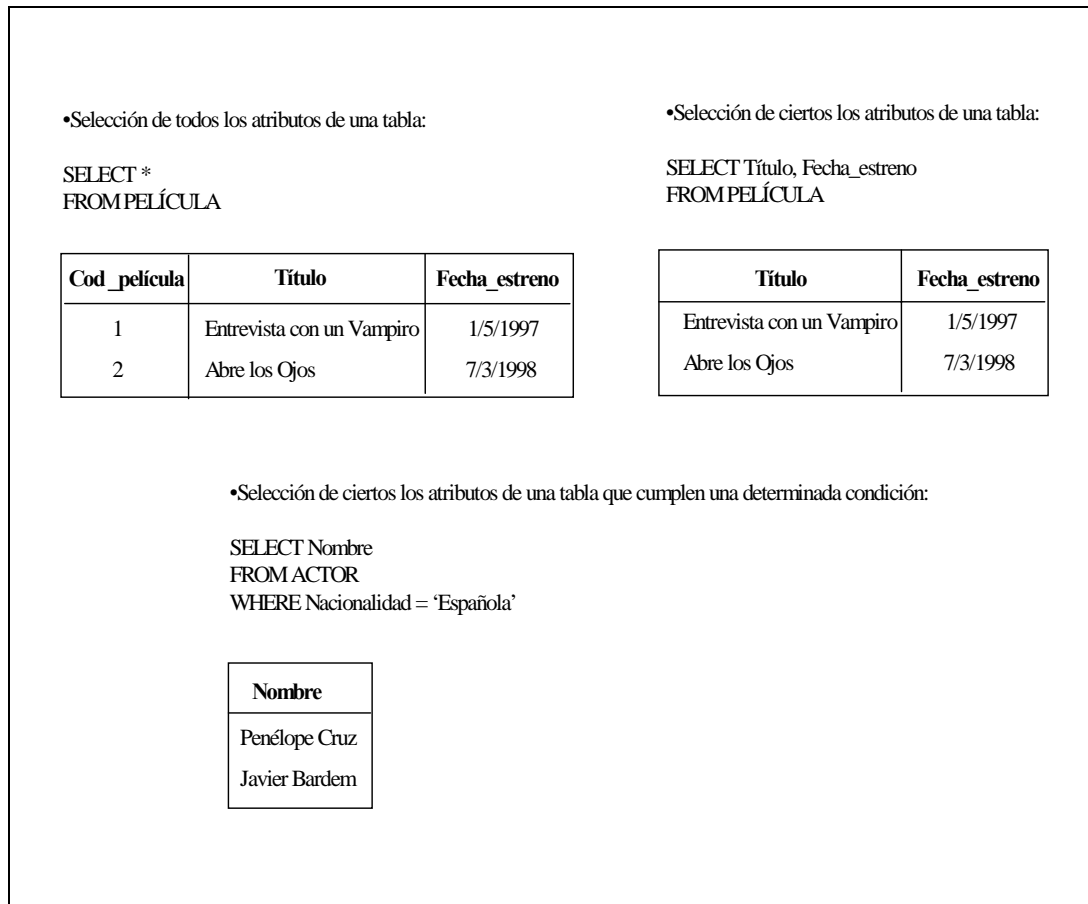 •Selección de todos los atributos de una tabla:
SELECT *
FROM PELÍCULA
Cod_película Título Fecha_estreno
1 Entrevista con un Vampiro 1/5/1997
2 Abre los Ojos 7/3/1998
•Selección de ciertos los atributos de una tabla:
SELECT Título, Fecha_estreno
FROM PELÍCULA
Título Fecha_estreno
Entrevista con un Vampiro 1/5/1997
Abre los Ojos 7/3/1998
•Selección de ciertos los atributos de una tabla que cumplen una determinada condición:
SELECT Nombre
FROM ACTOR
WHERE Nacionalidad = ‘Española’
Nombre
Penélope Cruz
Javier Bardem